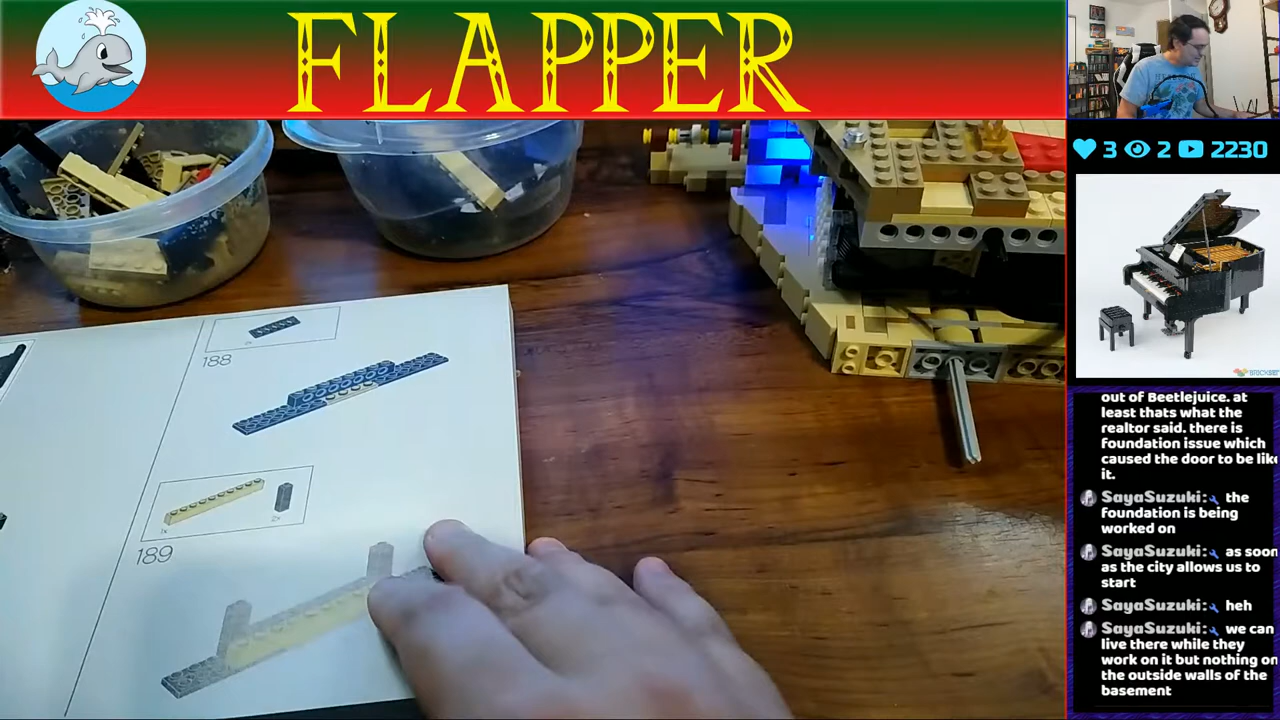 FLAPPER
3 2 2230
188
189
out of Beetlejuice. at
least thats what the
realtor said. there is
foundation issue which
caused the door to be like
it.
SayaSuzuki: the
foundation is being
worked on
SayaSuzuki: as soon
as the city allows us to
start
SayaSuzuki: heh
SayaSuzuki: we can
live there while they
work on it but nothing on
the outside walls of the
basement